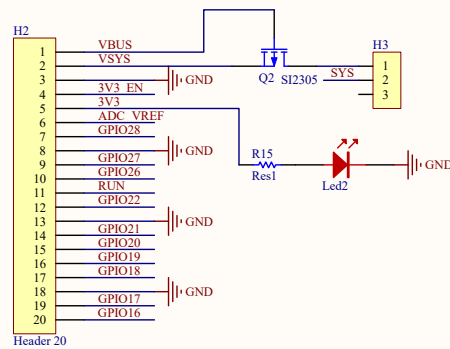 H2
1 VBUS
2 VSYS
3 GND
4 3V3_EN
5 3V3
6 ADC_VREF
7 GPIO28
8 GND
9 GPIO27
10 GPIO26
11 RUN
12 GPIO22
13 GND
14 GPIO21
15 GPIO20
16 GPIO19
17 GPIO18
18 GND
19 GPIO17
20 GPIO16
Header 20
Q2 SI2305
H3
1
SYS 2
3
R15
Res1
Led2
GND